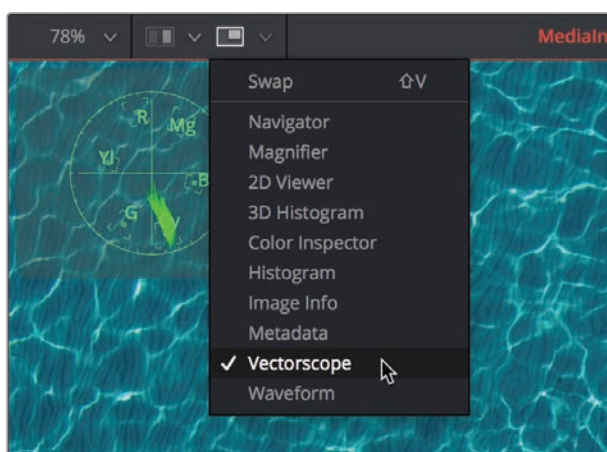 78%
MediaIn
Swap ⇧V
Navigator
Magnifier
2D Viewer
3D Histogram
Color Inspector
Histogram
Image Info
Metadata
✓ Vectorscope
Waveform
R
Mg
Yl
B
G